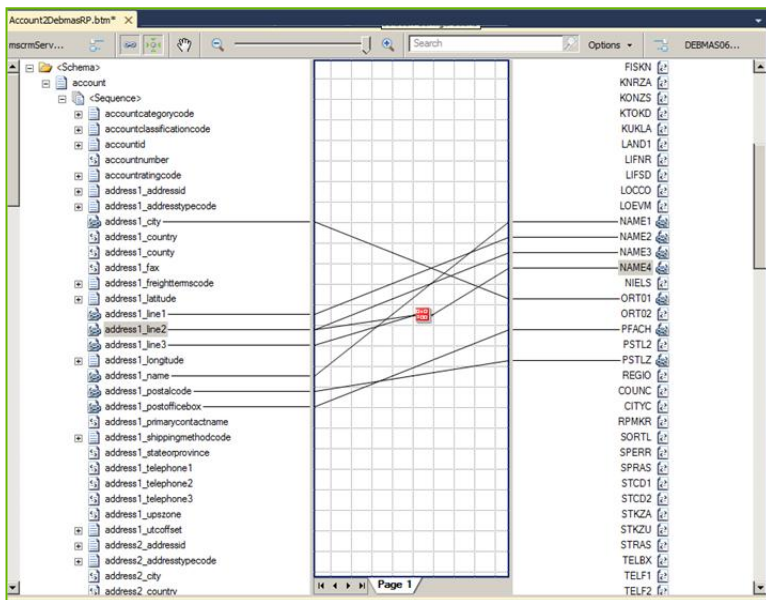 Account2DebmasRP.btm* ×
mscrmServ... Search Options DEBMAS06...
<Schema>
account
<Sequence>
accountcategorycode
accountclassificationcode
accountid
accountnumber
accountratingcode
address1_addressid
address1_addresstypecode
address1_city
address1_country
address1_county
address1_fax
address1_freighttermscode
address1_latitude
address1_line1
address1_line2
address1_line3
address1_longitude
address1_name
address1_postalcode
address1_postofficebox
address1_primarycontactname
address1_shippingmethodcode
address1_stateorprovince
address1_telephone1
address1_telephone2
address1_telephone3
address1_upszone
address1_utcoffset
address2_addressid
address2_addresstypecode
address2_city
address2_country
Page 1
FISKN
KNRZA
KONZS
KTOKD
KUKLA
LAND1
LIFNR
LIFSD
LOCCO
LOEVM
NAME1
NAME2
NAME3
NAME4
NIELS
ORT01
ORT02
PFACH
PSTL2
PSTLZ
REGIO
COUNC
CITYC
RPMKR
SORTL
SPERR
SPRAS
STCD1
STCD2
STKZA
STKZU
STRAS
TELBX
TELF1
TELF2